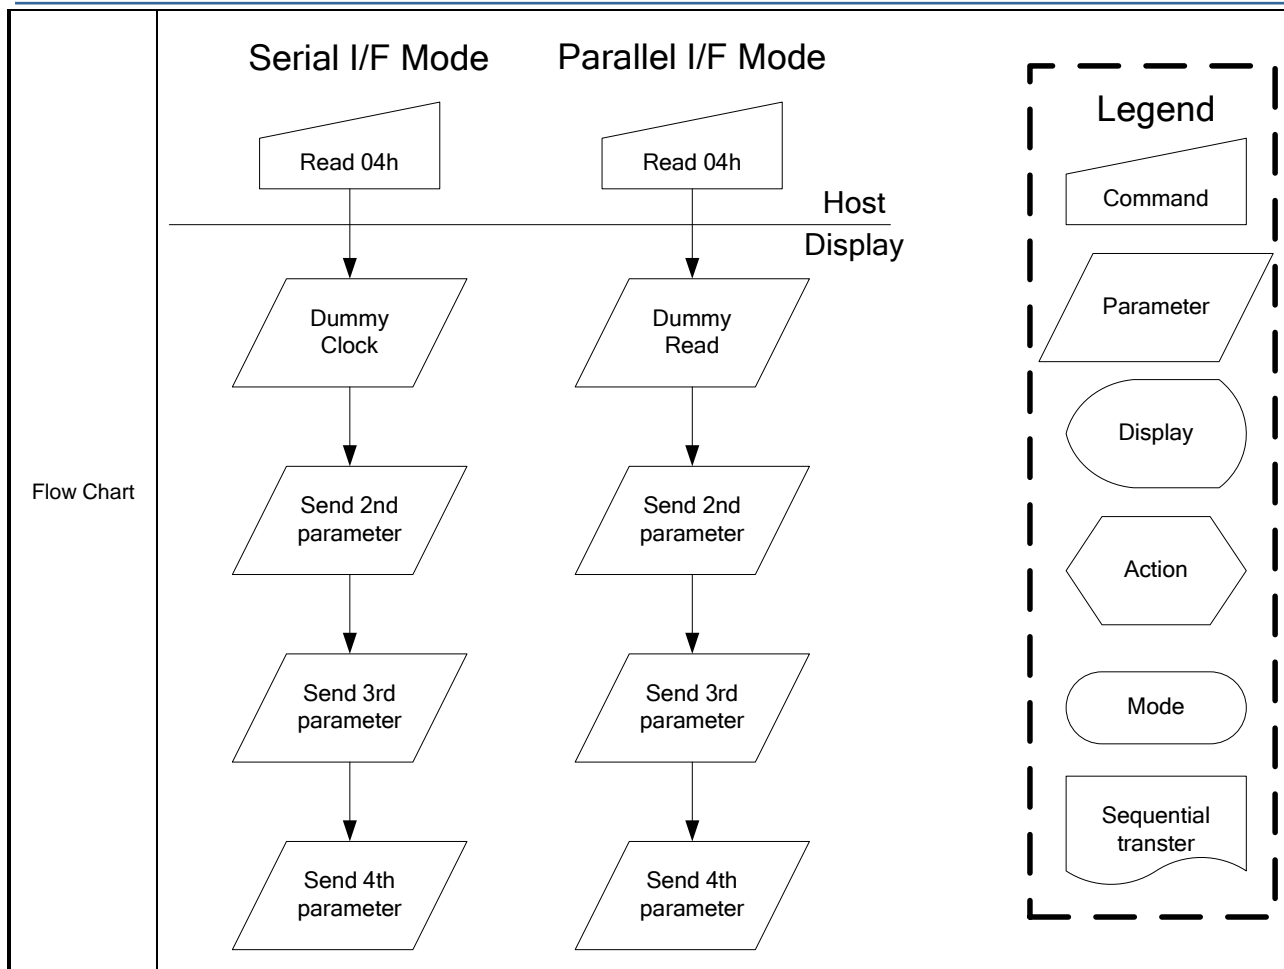 Flow Chart
Serial I/F Mode
Read 04h
Dummy
Clock
Send 2nd
parameter
Send 3rd
parameter
Send 4th
parameter
Parallel I/F Mode
Read 04h
Dummy
Read
Send 2nd
parameter
Send 3rd
parameter
Send 4th
parameter
Host
Display
Legend
Command
Parameter
Display
Action
Mode
Sequential
transter